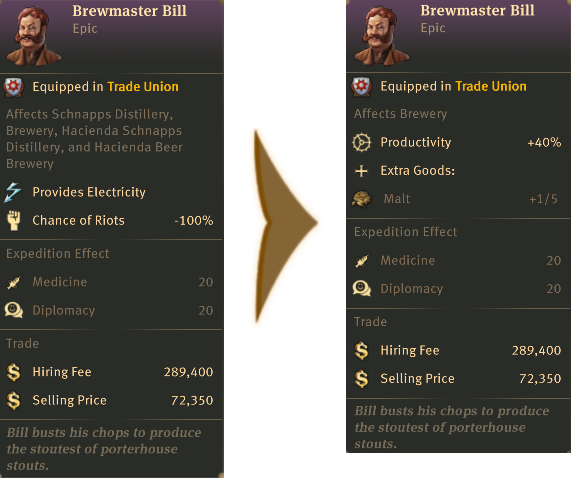 Brewmaster Bill
Epic
Equipped in Trade Union
Affects Schnapps Distillery,
Brewery, Hacienda Schnapps
Distillery, and Hacienda Beer
Brewery
Provides Electricity
Chance of Riots -100%
Expedition Effect
Medicine 20
Diplomacy 20
Trade
Hiring Fee 289,400
Selling Price 72,350
Bill busts his chops to produce
the stoutest of porterhouse
stouts.
Brewmaster Bill
Epic
Equipped in Trade Union
Affects Brewery
Productivity +40%
Extra Goods:
Malt +1/5
Expedition Effect
Medicine 20
Diplomacy 20
Trade
Hiring Fee 289,400
Selling Price 72,350
Bill busts his chops to produce
the stoutest of porterhouse
stouts.